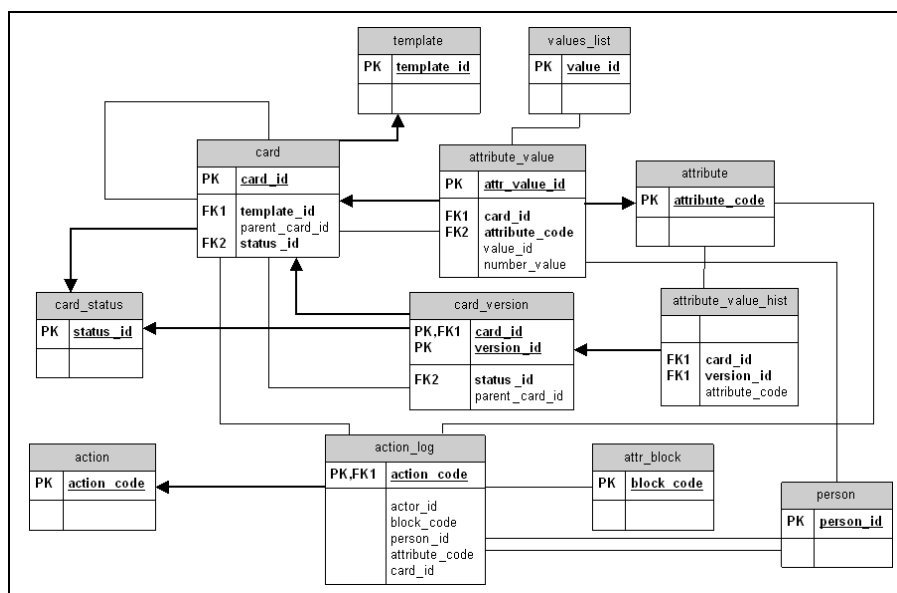 template
PK template_id
values_list
PK value_id
card
PK card_id
FK1 template_id
parent_card_id
FK2 status_id
attribute_value
PK attr_value_id
FK1 card_id
FK2 attribute_code
value_id
number_value
attribute
PK attribute_code
card_status
PK status_id
card_version
PK,FK1 card_id
PK version_id
FK2 status_id
parent_card_id
attribute_value_hist
FK1 card_id
FK1 version_id
attribute_code
action
PK action_code
action_log
PK,FK1 action_code
actor_id
block_code
person_id
attribute_code
card_id
attr_block
PK block_code
person
PK person_id